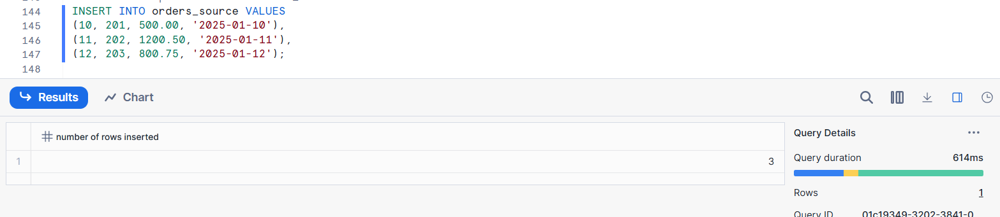 144 INSERT INTO orders_source VALUES
145 (10, 201, 500.00, '2025-01-10'),
146 (11, 202, 1200.50, '2025-01-11'),
147 (12, 203, 800.75, '2025-01-12');
148
Results Chart
number of rows inserted
1 3
Query Details ...
Query duration 614ms
Rows 1
Query ID 01c19349-3202-3841-0